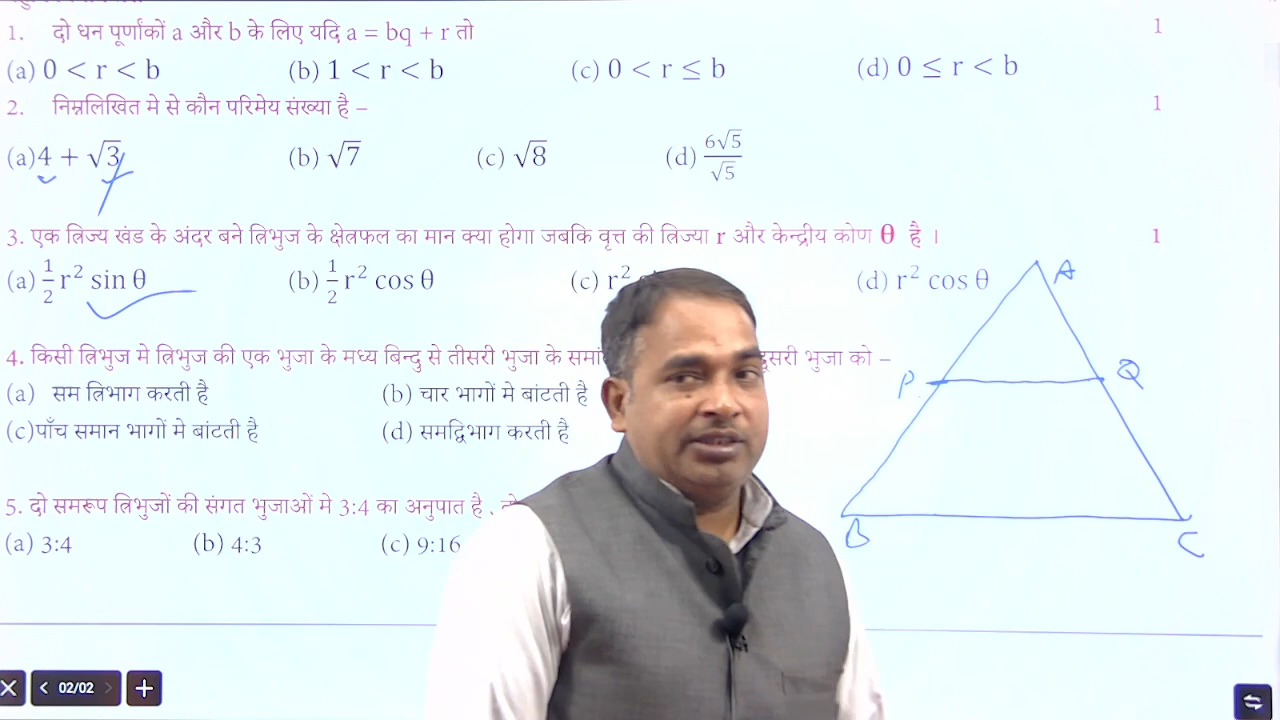 1. दो धन पूर्णांकों a और b के लिए यदि a = bq + r तो 1
(a) 0 < r < b (b) 1 < r < b (c) 0 < r ≤ b (d) 0 ≤ r < b
2. निम्नलिखित मे से कौन परिमेय संख्या है – 1
(a)4 + √3 (b) √7 (c) √8 (d) 6√5/√5
3. एक त्रिज्य खंड के अंदर बने त्रिभुज के क्षेत्रफल का मान क्या होगा जबकि वृत्त की त्रिज्या r और केन्द्रीय कोण θ है । 1
(a) 1/2 r² sin θ (b) 1/2 r² cos θ (c) r² (d) r² cos θ
A
4. किसी त्रिभुज मे त्रिभुज की एक भुजा के मध्य बिन्दु से तीसरी भुजा के दूसरी भुजा को –
P Q
(a) सम त्रिभाग करती है (b) चार भागों मे बांटती है
(c)पाँच समान भागों मे बांटती है (d) समद्विभाग करती है
5. दो समरूप त्रिभुजों की संगत भुजाओं मे 3:4 का अनुपात है ,
B C
(a) 3:4 (b) 4:3 (c) 9:16
02/02